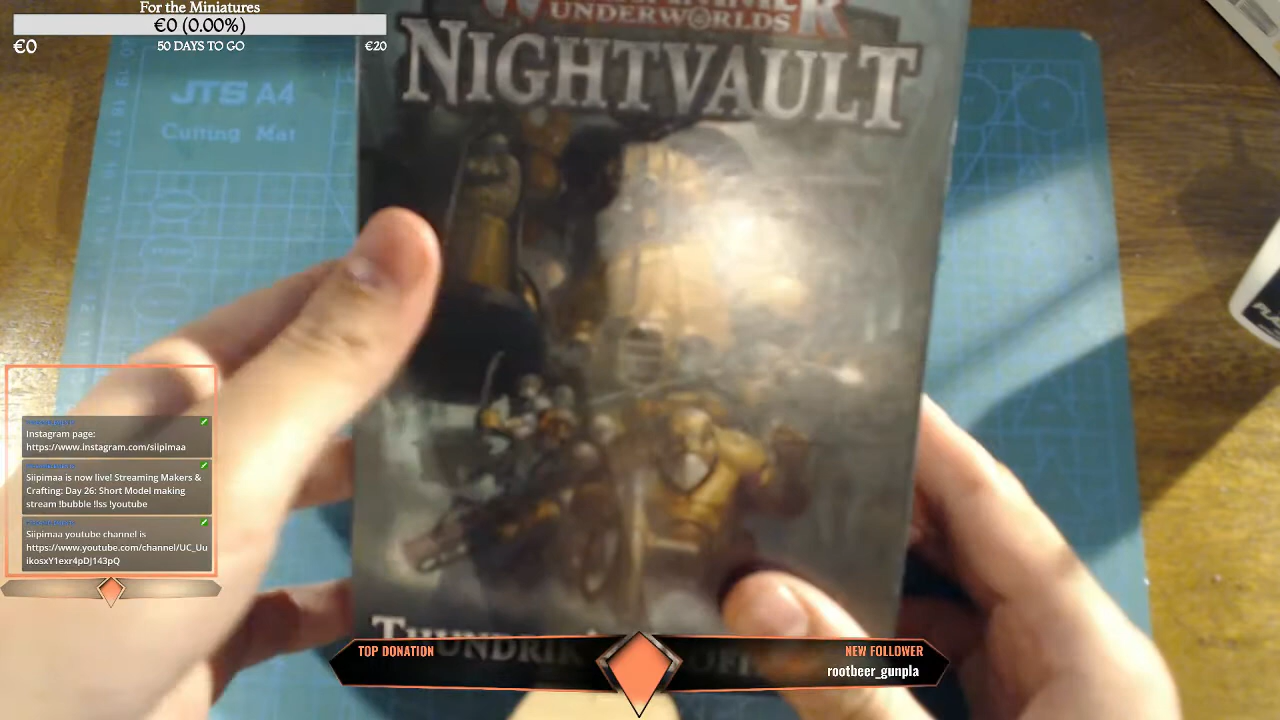 For the Miniatures
€0 (0.00%)
€0
50 DAYS TO GO
€20
UNDERWORLDS
NIGHTVAULT
JTS A4
Cutting Mat
Instagram page:
https://www.instagram.com/siipimaa
Siipimaa is now live! Streaming Makers &
Crafting: Day 26: Short Model making
stream !bubble !lss !youtube
Siipimaa youtube channel is
https://www.youtube.com/channel/UC_Uu
ikosxY1exr4pDj143pQ
TOP DONATION
NEW FOLLOWER
rootbeer_gunpla